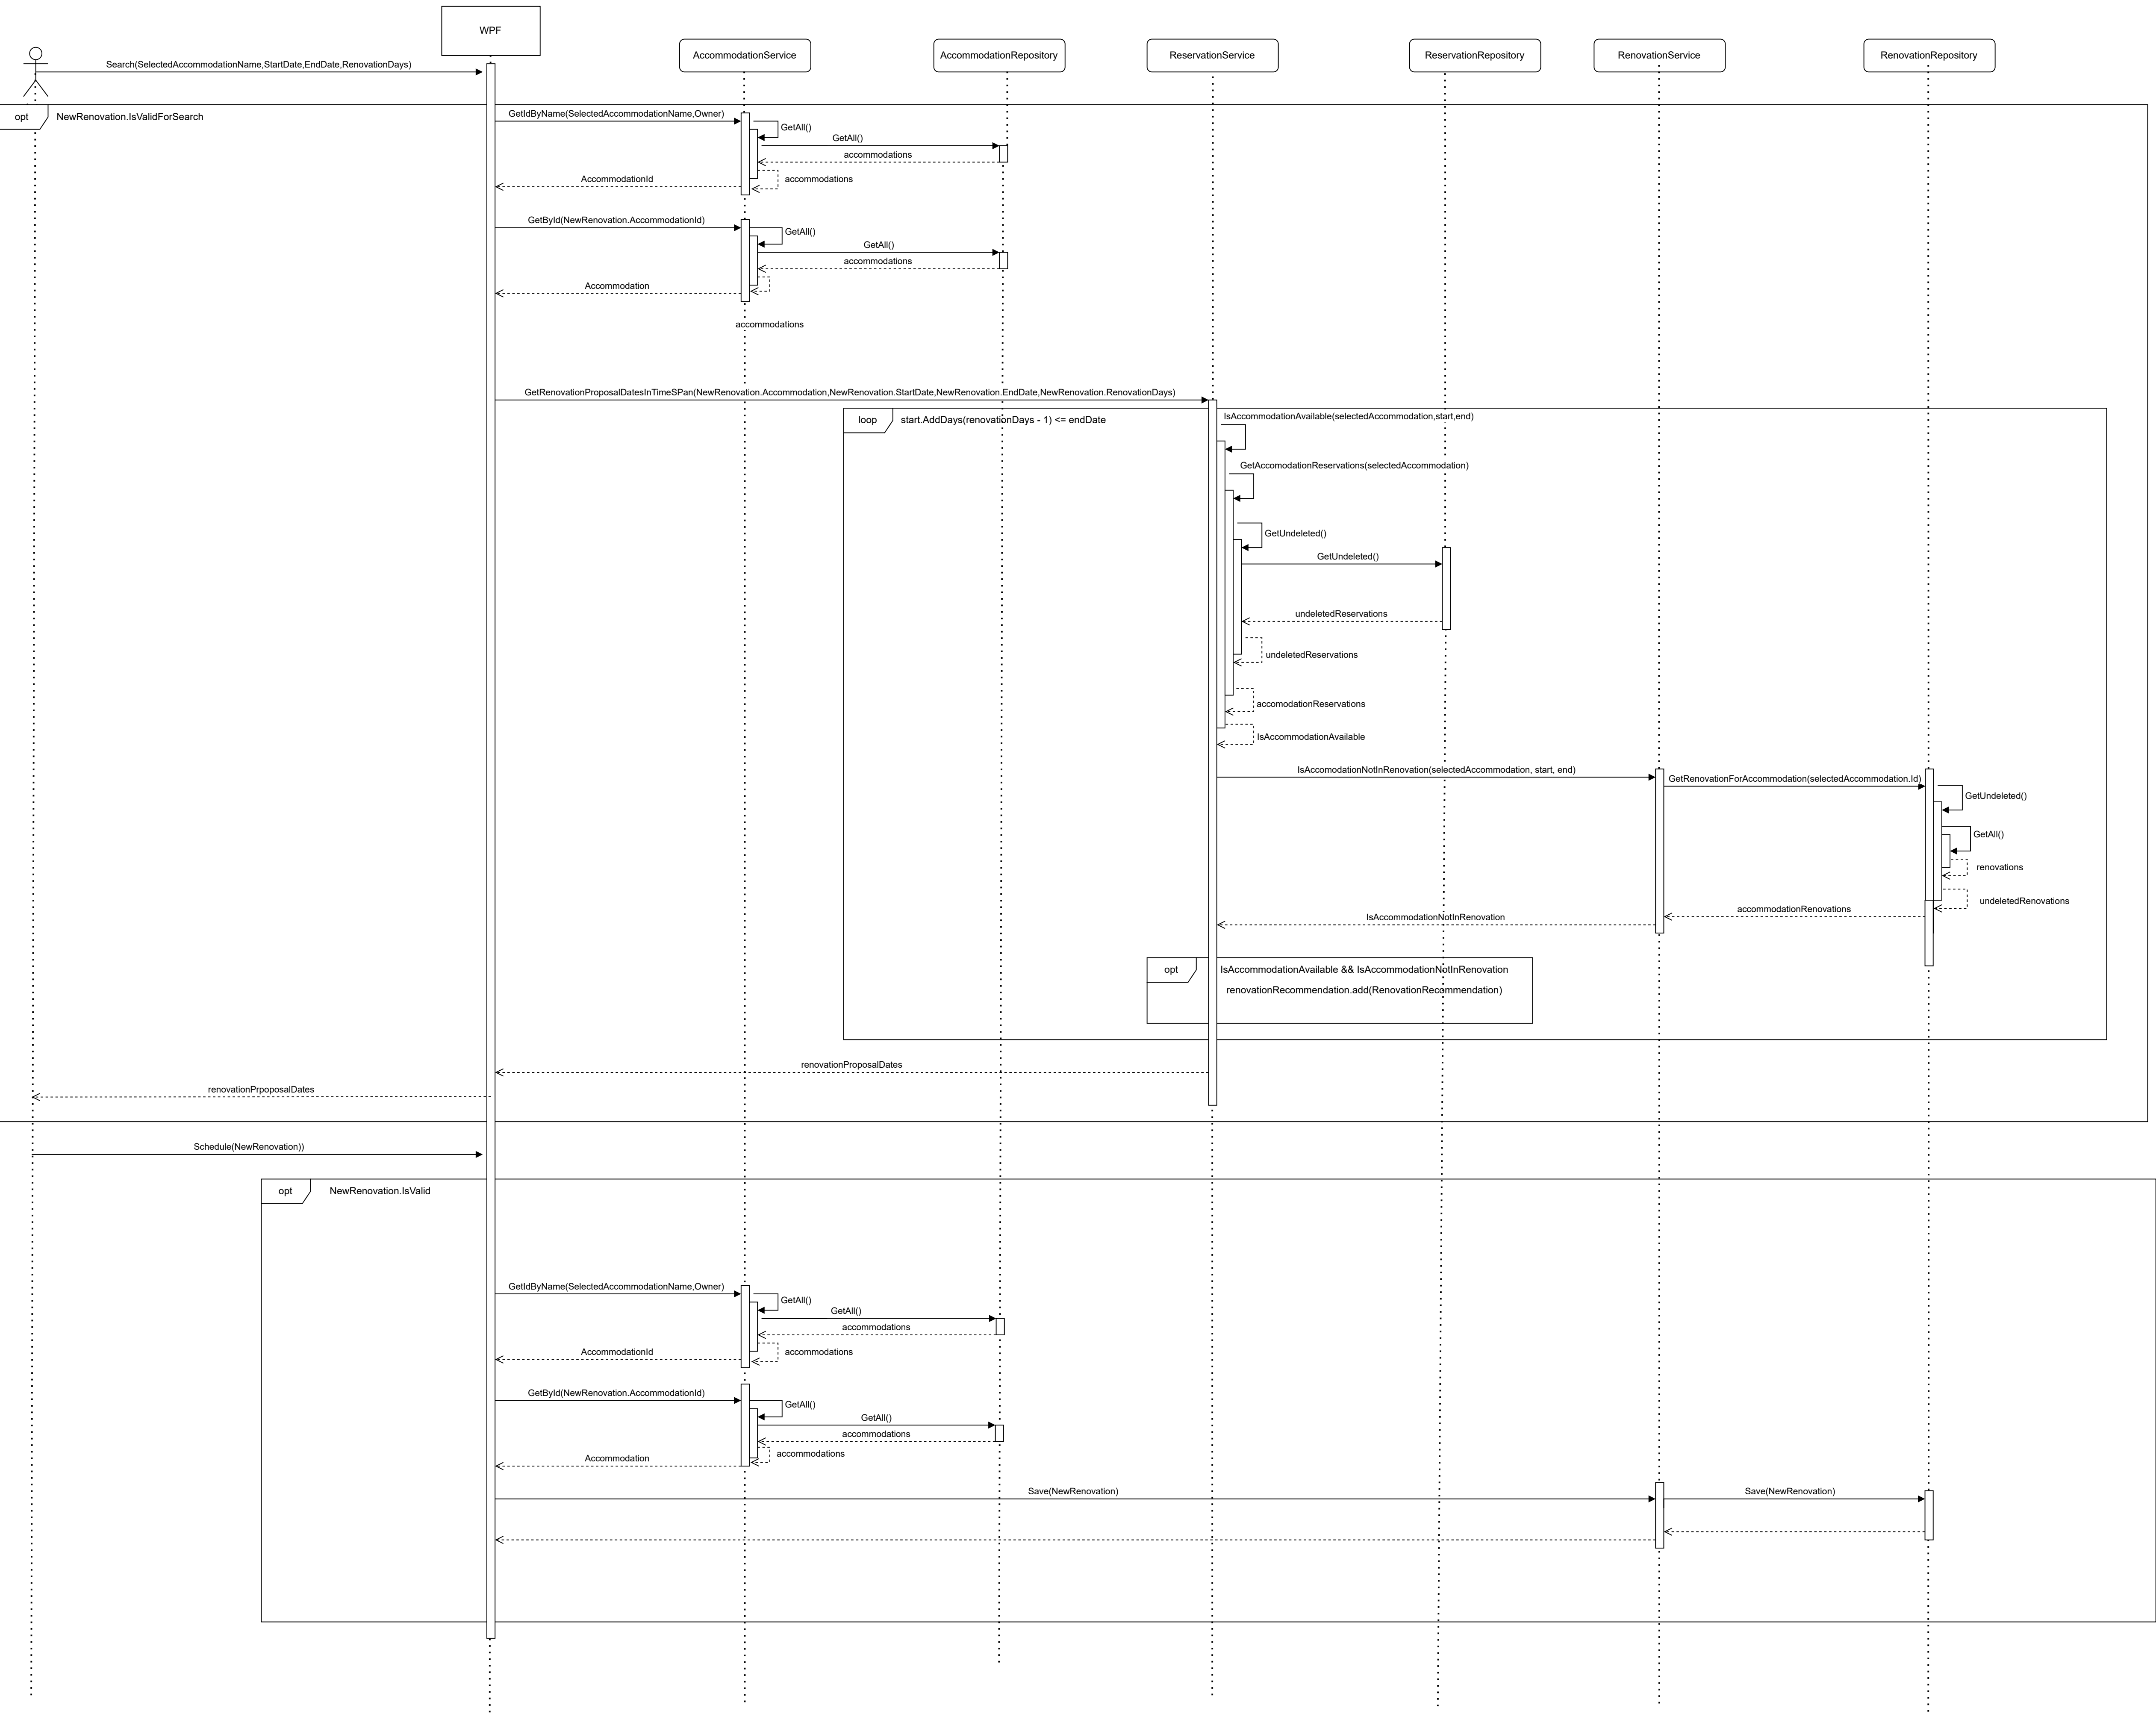 WPF
AccommodationService
AccommodationRepository
ReservationService
ReservationRepository
RenovationService
RenovationRepository
Search(SelectedAccommodationName,StartDate,EndDate,RenovationDays)
opt
NewRenovation.IsValidForSearch
GetIdByName(SelectedAccommodationName,Owner)
GetAll()
GetAll()
accommodations
accommodations
AccommodationId
GetById(NewRenovation.AccommodationId)
GetAll()
GetAll()
accommodations
Accommodation
accommodations
GetRenovationProposalDatesInTimeSPan(NewRenovation.Accommodation,NewRenovation.StartDate,NewRenovation.EndDate,NewRenovation.RenovationDays)
loop
start.AddDays(renovationDays - 1) <= endDate
IsAccommodationAvailable(selectedAccommodation,start,end)
GetAccomodationReservations(selectedAccommodation)
GetUndeleted()
GetUndeleted()
undeletedReservations
undeletedReservations
accomodationReservations
IsAccommodationAvailable
IsAccomodationNotInRenovation(selectedAccommodation, start, end)
GetRenovationForAccommodation(selectedAccommodation.Id)
GetUndeleted()
GetAll()
renovations
undeletedRenovations
accommodationRenovations
IsAccommodationNotInRenovation
opt
IsAccommodationAvailable && IsAccommodationNotInRenovation
renovationRecommendation.add(RenovationRecommendation)
renovationProposalDates
renovationPrpoposalDates
Schedule(NewRenovation))
opt
NewRenovation.IsValid
GetIdByName(SelectedAccommodationName,Owner)
GetAll()
GetAll()
accommodations
accommodations
AccommodationId
GetById(NewRenovation.AccommodationId)
GetAll()
GetAll()
accommodations
accommodations
Accommodation
Save(NewRenovation)
Save(NewRenovation)